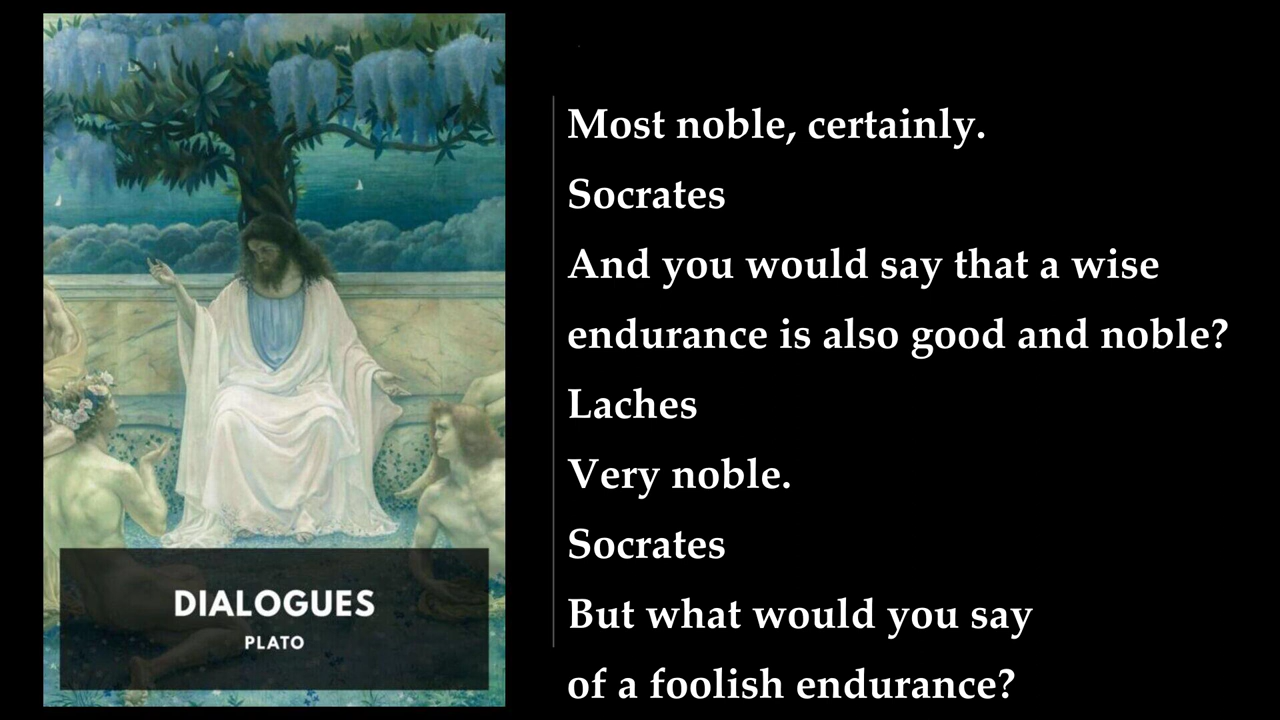 DIALOGUES
PLATO
Most noble, certainly.
Socrates
And you would say that a wise
endurance is also good and noble?
Laches
Very noble.
Socrates
But what would you say
of a foolish endurance?